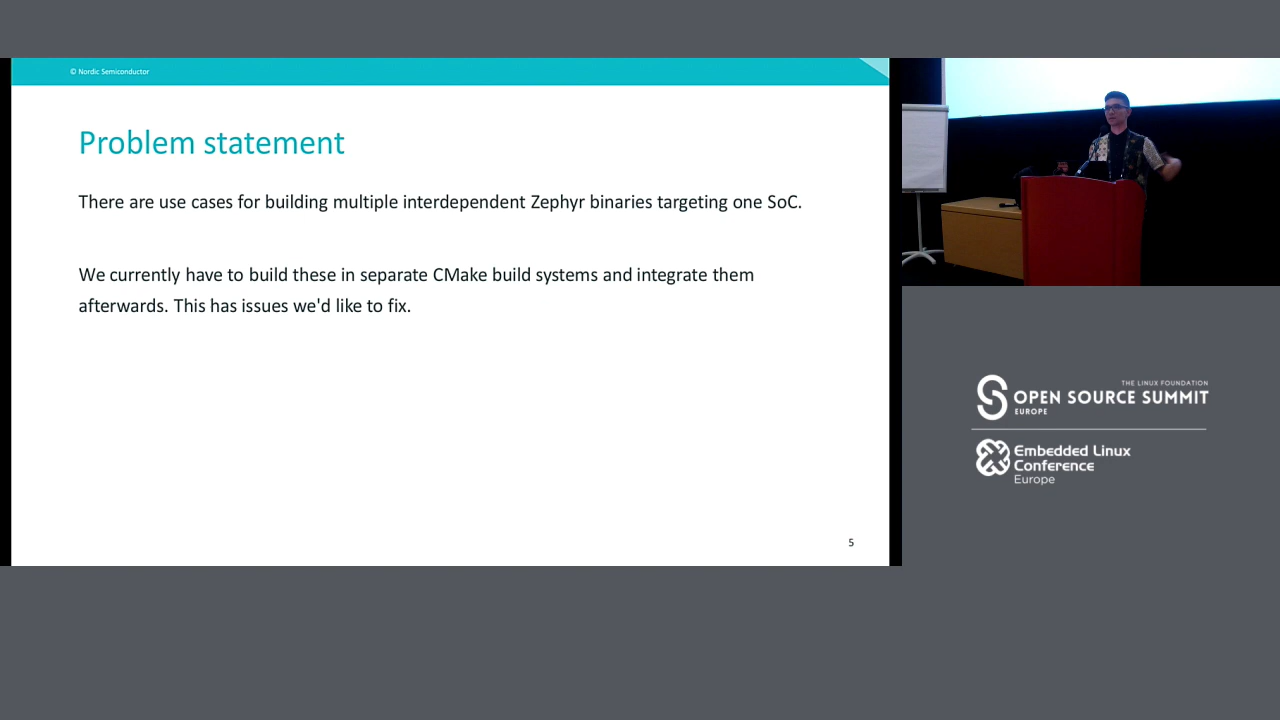 © Nordic Semiconductor
Problem statement
There are use cases for building multiple interdependent Zephyr binaries targeting one SoC.
We currently have to build these in separate CMake build systems and integrate them
afterwards. This has issues we'd like to fix.
5
THE LINUX FOUNDATION
OPEN SOURCE SUMMIT
EUROPE
Embedded Linux
Conference
Europe